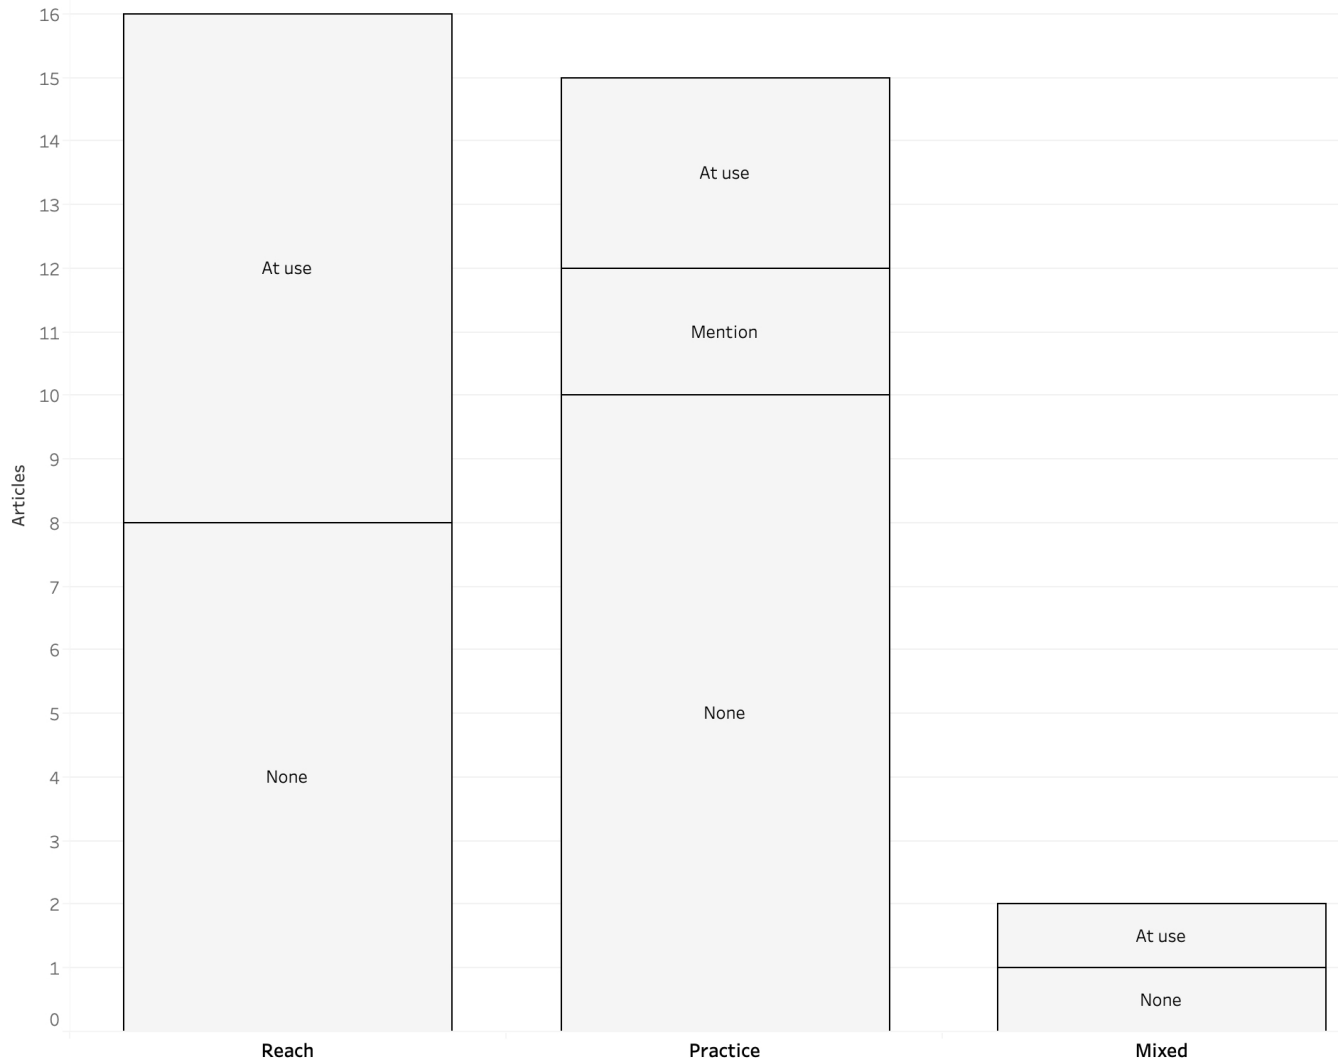 16
15
14
13
12
11
10
9
8
7
6
5
4
3
2
1
0
Articles
At use
None
At use
Mention
None
At use
None
Reach
Practice
Mixed